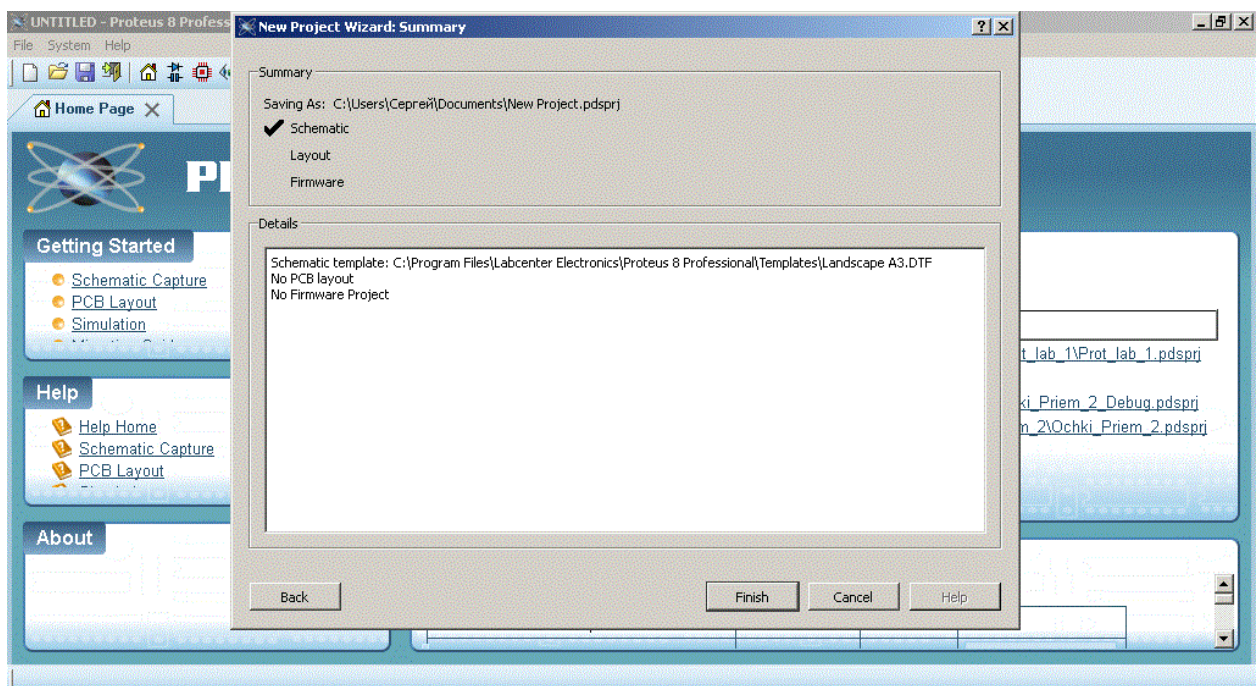 UNTITLED - Proteus 8 Profess
New Project Wizard: Summary
File System Help
Home Page
Summary
Saving As: C:\Users\Сергей\Documents\New Project.pdsprj
Schematic
Layout
Firmware
Details
Schematic template: C:\Program Files\Labcenter Electronics\Proteus 8 Professional\Templates\Landscape A3.DTF
No PCB layout
No Firmware Project
Back
Finish
Cancel
Help
Getting Started
Schematic Capture
PCB Layout
Simulation
Help
Help Home
Schematic Capture
PCB Layout
About
t_lab_1\Prot_lab_1.pdsprj
ki_Priem_2_Debug.pdsprj
m_2\Ochki_Priem_2.pdsprj